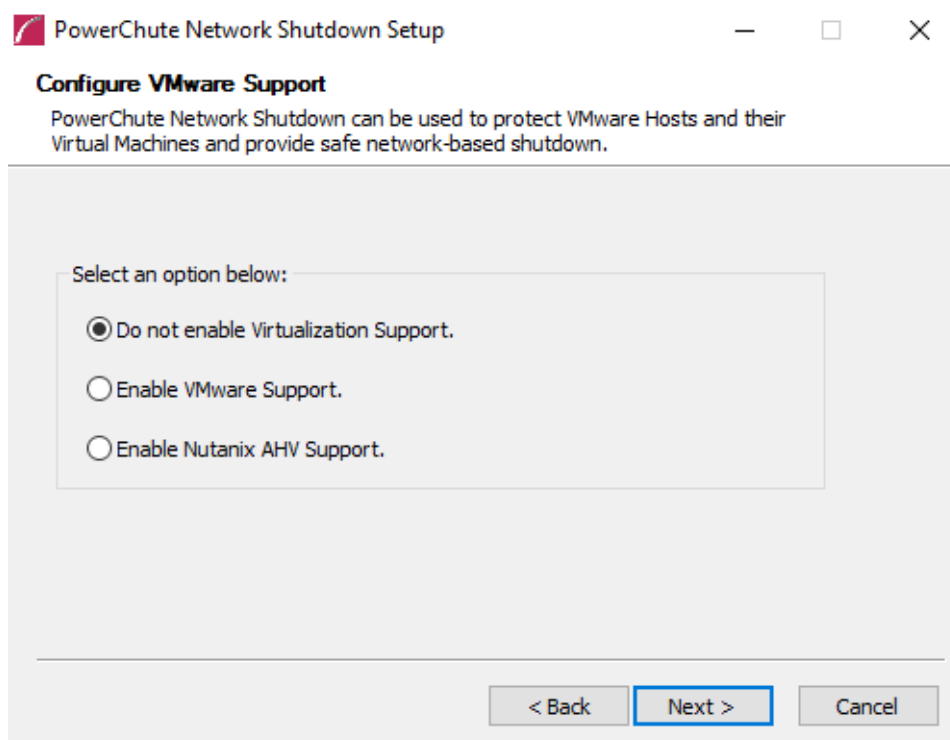 PowerChute Network Shutdown Setup
Configure VMware Support
PowerChute Network Shutdown can be used to protect VMware Hosts and their
Virtual Machines and provide safe network-based shutdown.
Select an option below:
Do not enable Virtualization Support.
Enable VMware Support.
Enable Nutanix AHV Support.
< Back
Next >
Cancel